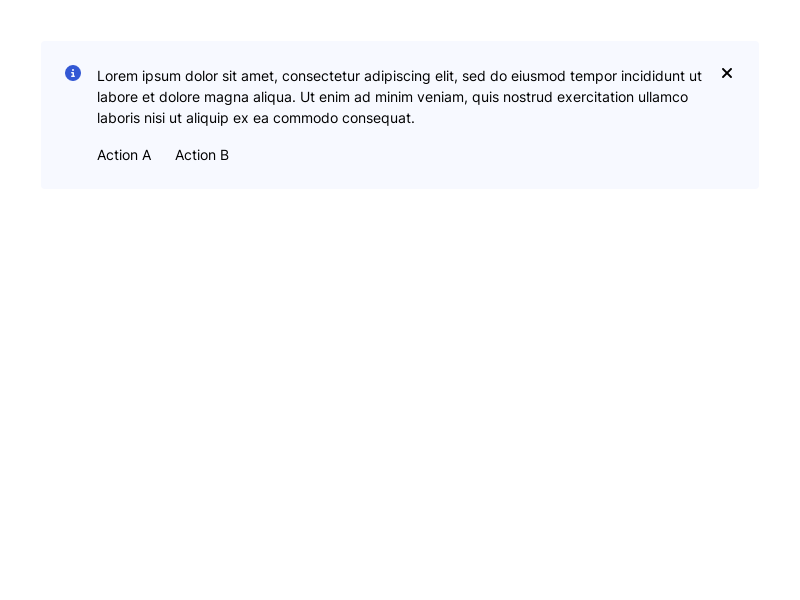 Lorem ipsum dolor sit amet, consectetur adipiscing elit, sed do eiusmod tempor incididunt ut
labore et dolore magna aliqua. Ut enim ad minim veniam, quis nostrud exercitation ullamco
laboris nisi ut aliquip ex ea commodo consequat.
Action A Action B